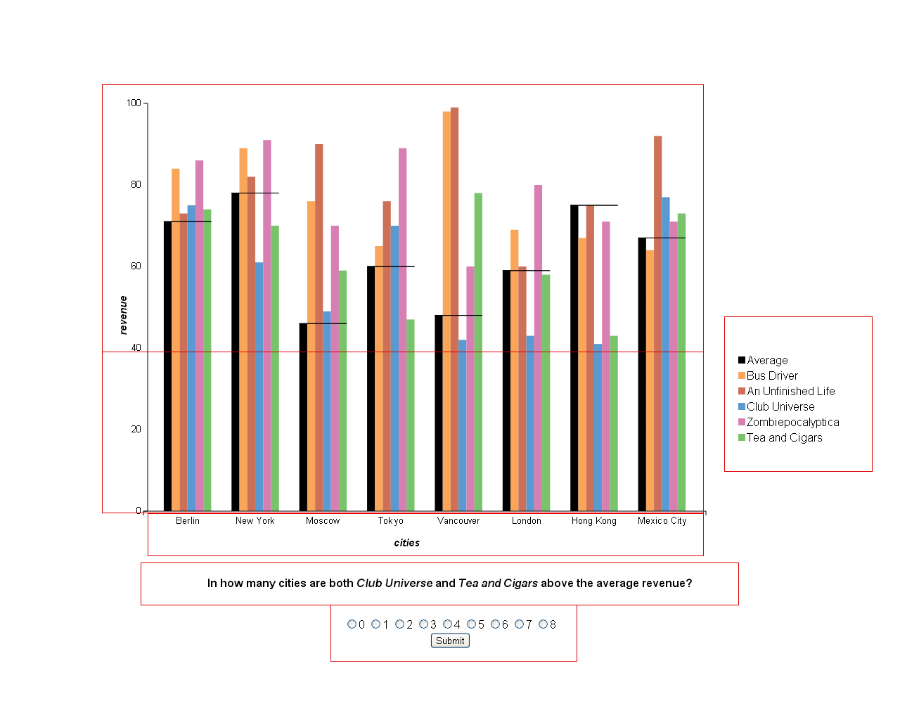 100
80
60
40
20
0
revenue
Berlin New York Moscow Tokyo Vancouver London Hong Kong Mexico City
cities
Average
Bus Driver
An Unfinished Life
Club Universe
Zombiepocalyptica
Tea and Cigars
In how many cities are both Club Universe and Tea and Cigars above the average revenue?
0 1 2 3 4 5 6 7 8
Submit